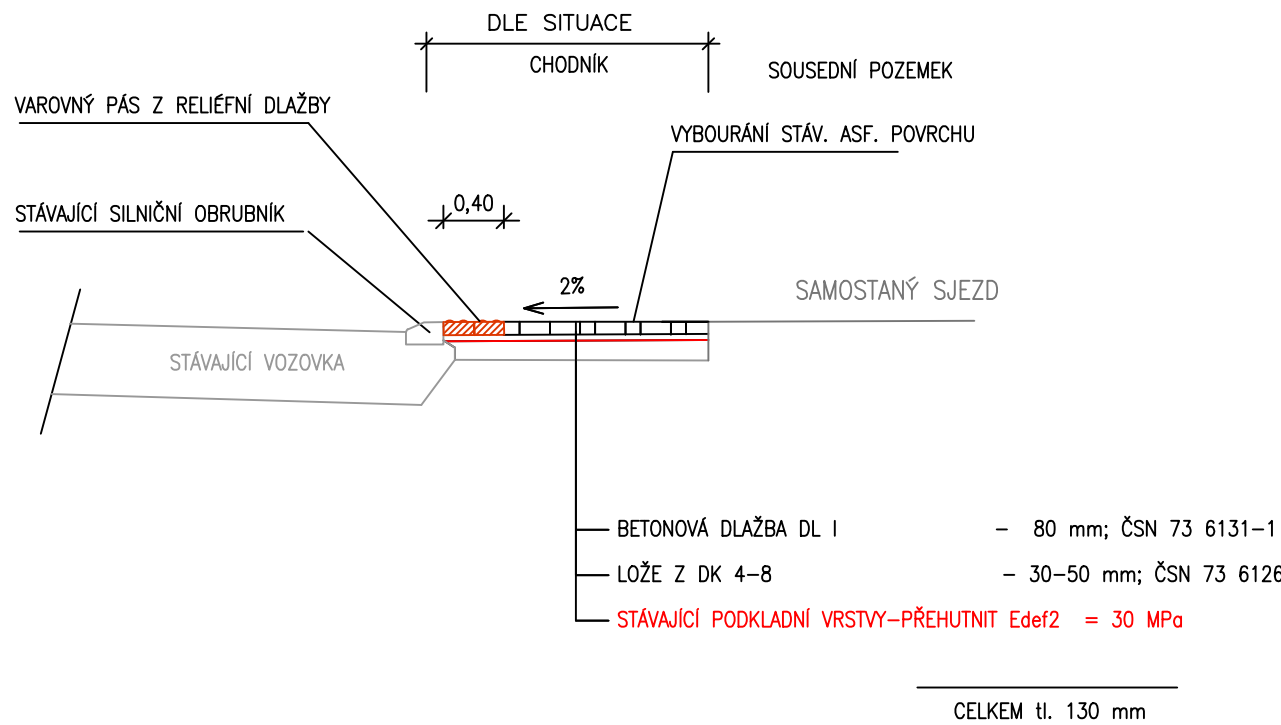 DLE SITUACE
CHODNÍK
SOUSEDNÍ POZEMEK
VAROVNÝ PÁS Z RELIÉFNÍ DLAŽBY
VYBOURÁNÍ STÁV. ASF. POVRCHU
0,40
STÁVAJÍCÍ SILNIČNÍ OBRUBNÍK
2%
SAMOSTANÝ SJEZD
STÁVAJÍCÍ VOZOVKA
BETONOVÁ DLAŽBA DL I - 80 mm; ČSN 73 6131-1
LOŽE Z DK 4-8 - 30-50 mm; ČSN 73 6126
STÁVAJÍCÍ PODKLADNÍ VRSTVY-PŘEHUTNIT Edef2 = 30 MPa
CELKEM tl. 130 mm